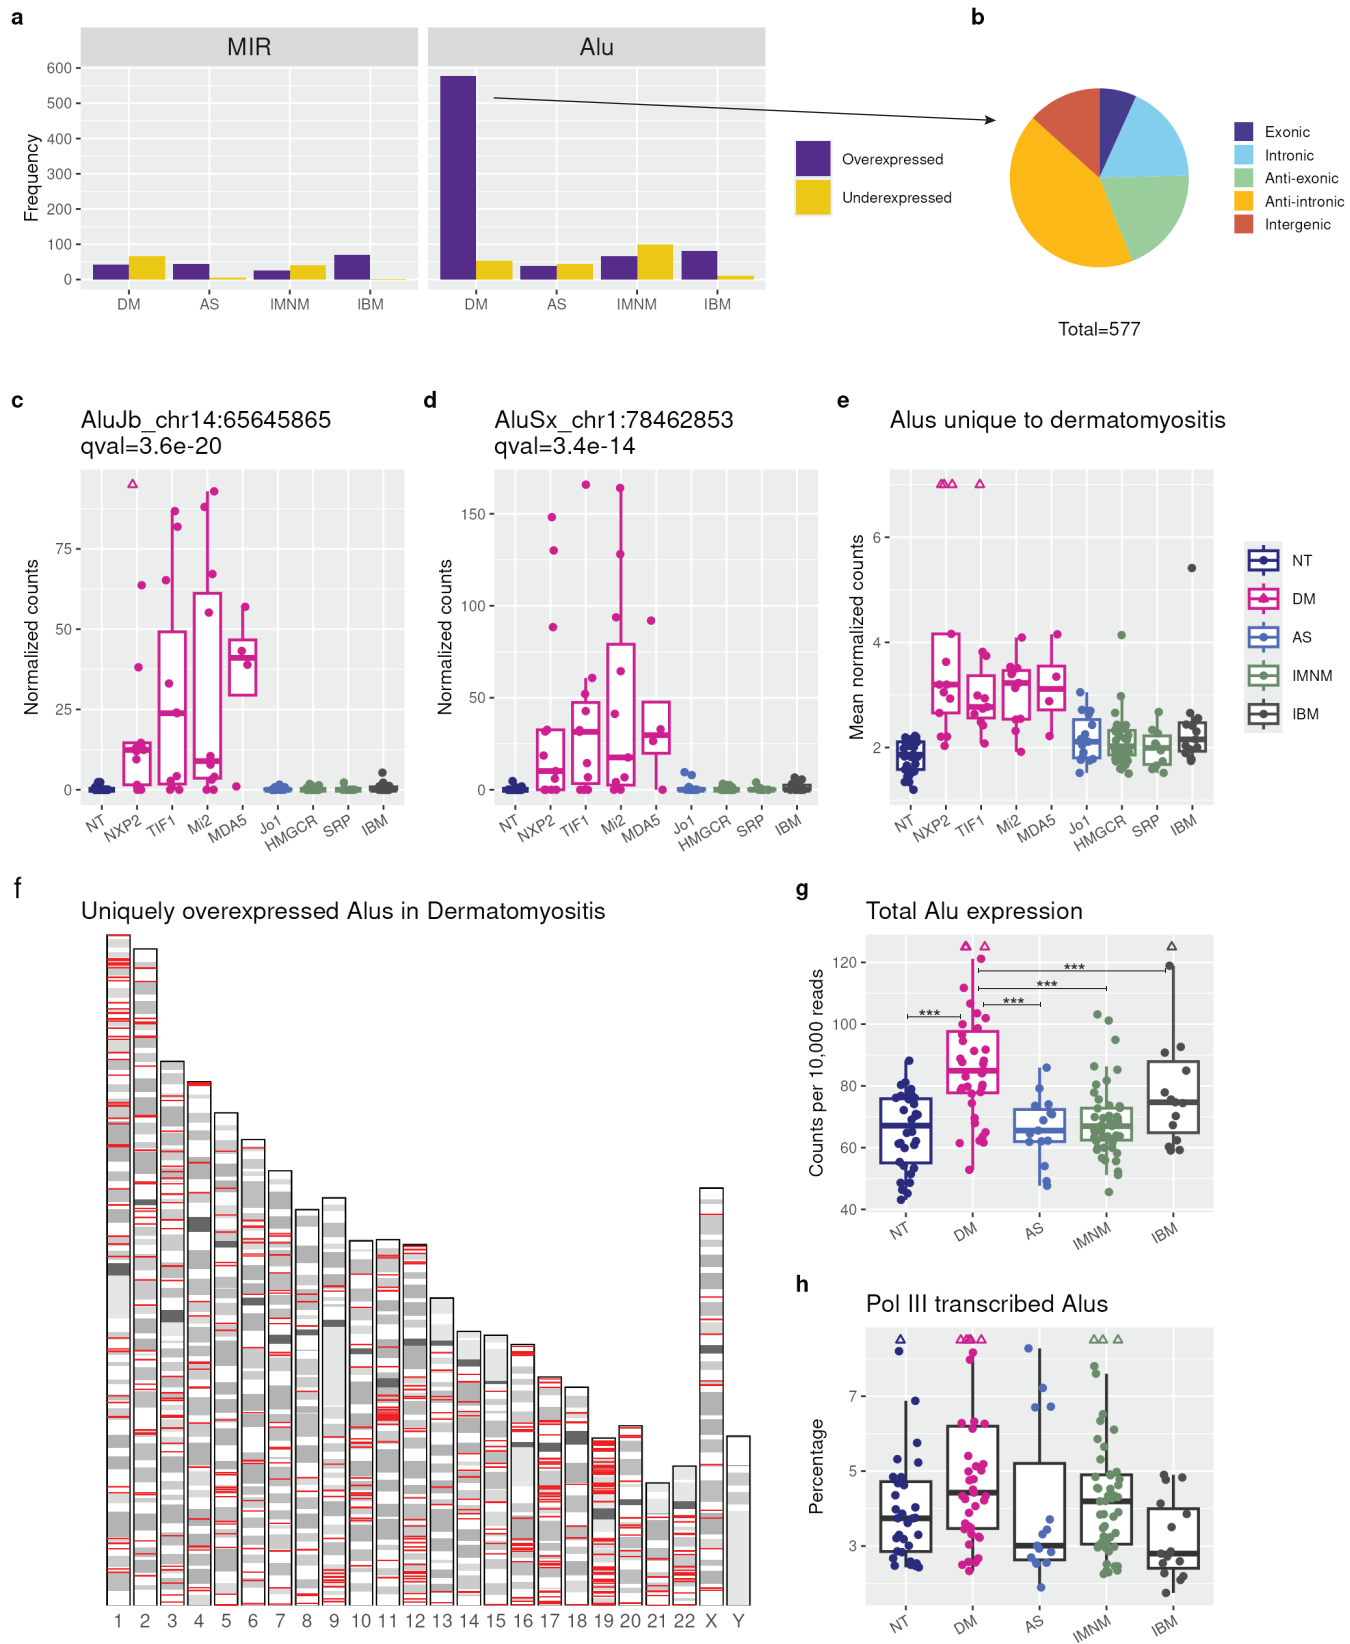 a
MIR
Alu
Frequency
600
500
400
300
200
100
0
DM
AS
IMNM
IBM
DM
AS
IMNM
IBM
Overexpressed
Underexpressed
b
Exonic
Intronic
Anti-exonic
Anti-intronic
Intergenic
Total=577
c
AluJb_chr14:65645865
qval=3.6e-20
Normalized counts
75
50
25
0
NT
NXP2
TIF1
Mi2
MDA5
Jo1
HMGCR
SRP
IBM
d
AluSx_chr1:78462853
qval=3.4e-14
Normalized counts
150
100
50
0
NT
NXP2
TIF1
Mi2
MDA5
Jo1
HMGCR
SRP
IBM
e
Alus unique to dermatomyositis
Mean normalized counts
6
4
2
NT
NXP2
TIF1
Mi2
MDA5
Jo1
HMGCR
SRP
IBM
NT
DM
AS
IMNM
IBM
f
Uniquely overexpressed Alus in Dermatomyositis
1 2 3 4 5 6 7 8 9 10 11 12 13 14 15 16 17 18 19 20 21 22 X Y
g
Total Alu expression
Counts per 10,000 reads
120
100
80
60
40
***
***
***
***
NT
DM
AS
IMNM
IBM
h
Pol III transcribed Alus
Percentage
7
5
3
NT
DM
AS
IMNM
IBM